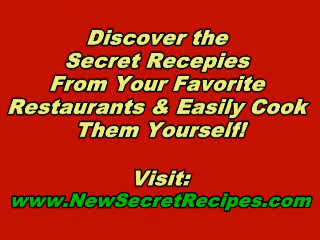 Discover the
Secret Recepies
From Your Favorite
Restaurants & Easily Cook
Them Yourself!
Visit:
www.NewSecretRecipes.com